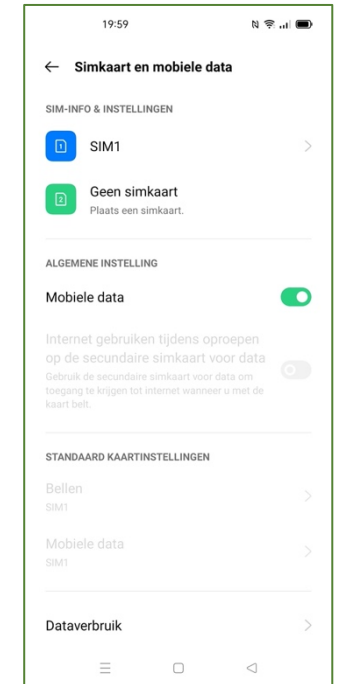 19:59
Simkaart en mobiele data
SIM-INFO & INSTELLINGEN
1
SIM1
2
Geen simkaart
Plaats een simkaart.
ALGEMENE INSTELLING
Mobiele data
Internet gebruiken tijdens oproepen
op de secundaire simkaart voor data
Gebruik de secundaire simkaart voor data om
toegang te krijgen tot internet wanneer u met de
kaart belt.
STANDAARD KAARTINSTELLINGEN
Bellen
SIM1
Mobiele data
SIM1
Dataverbruik